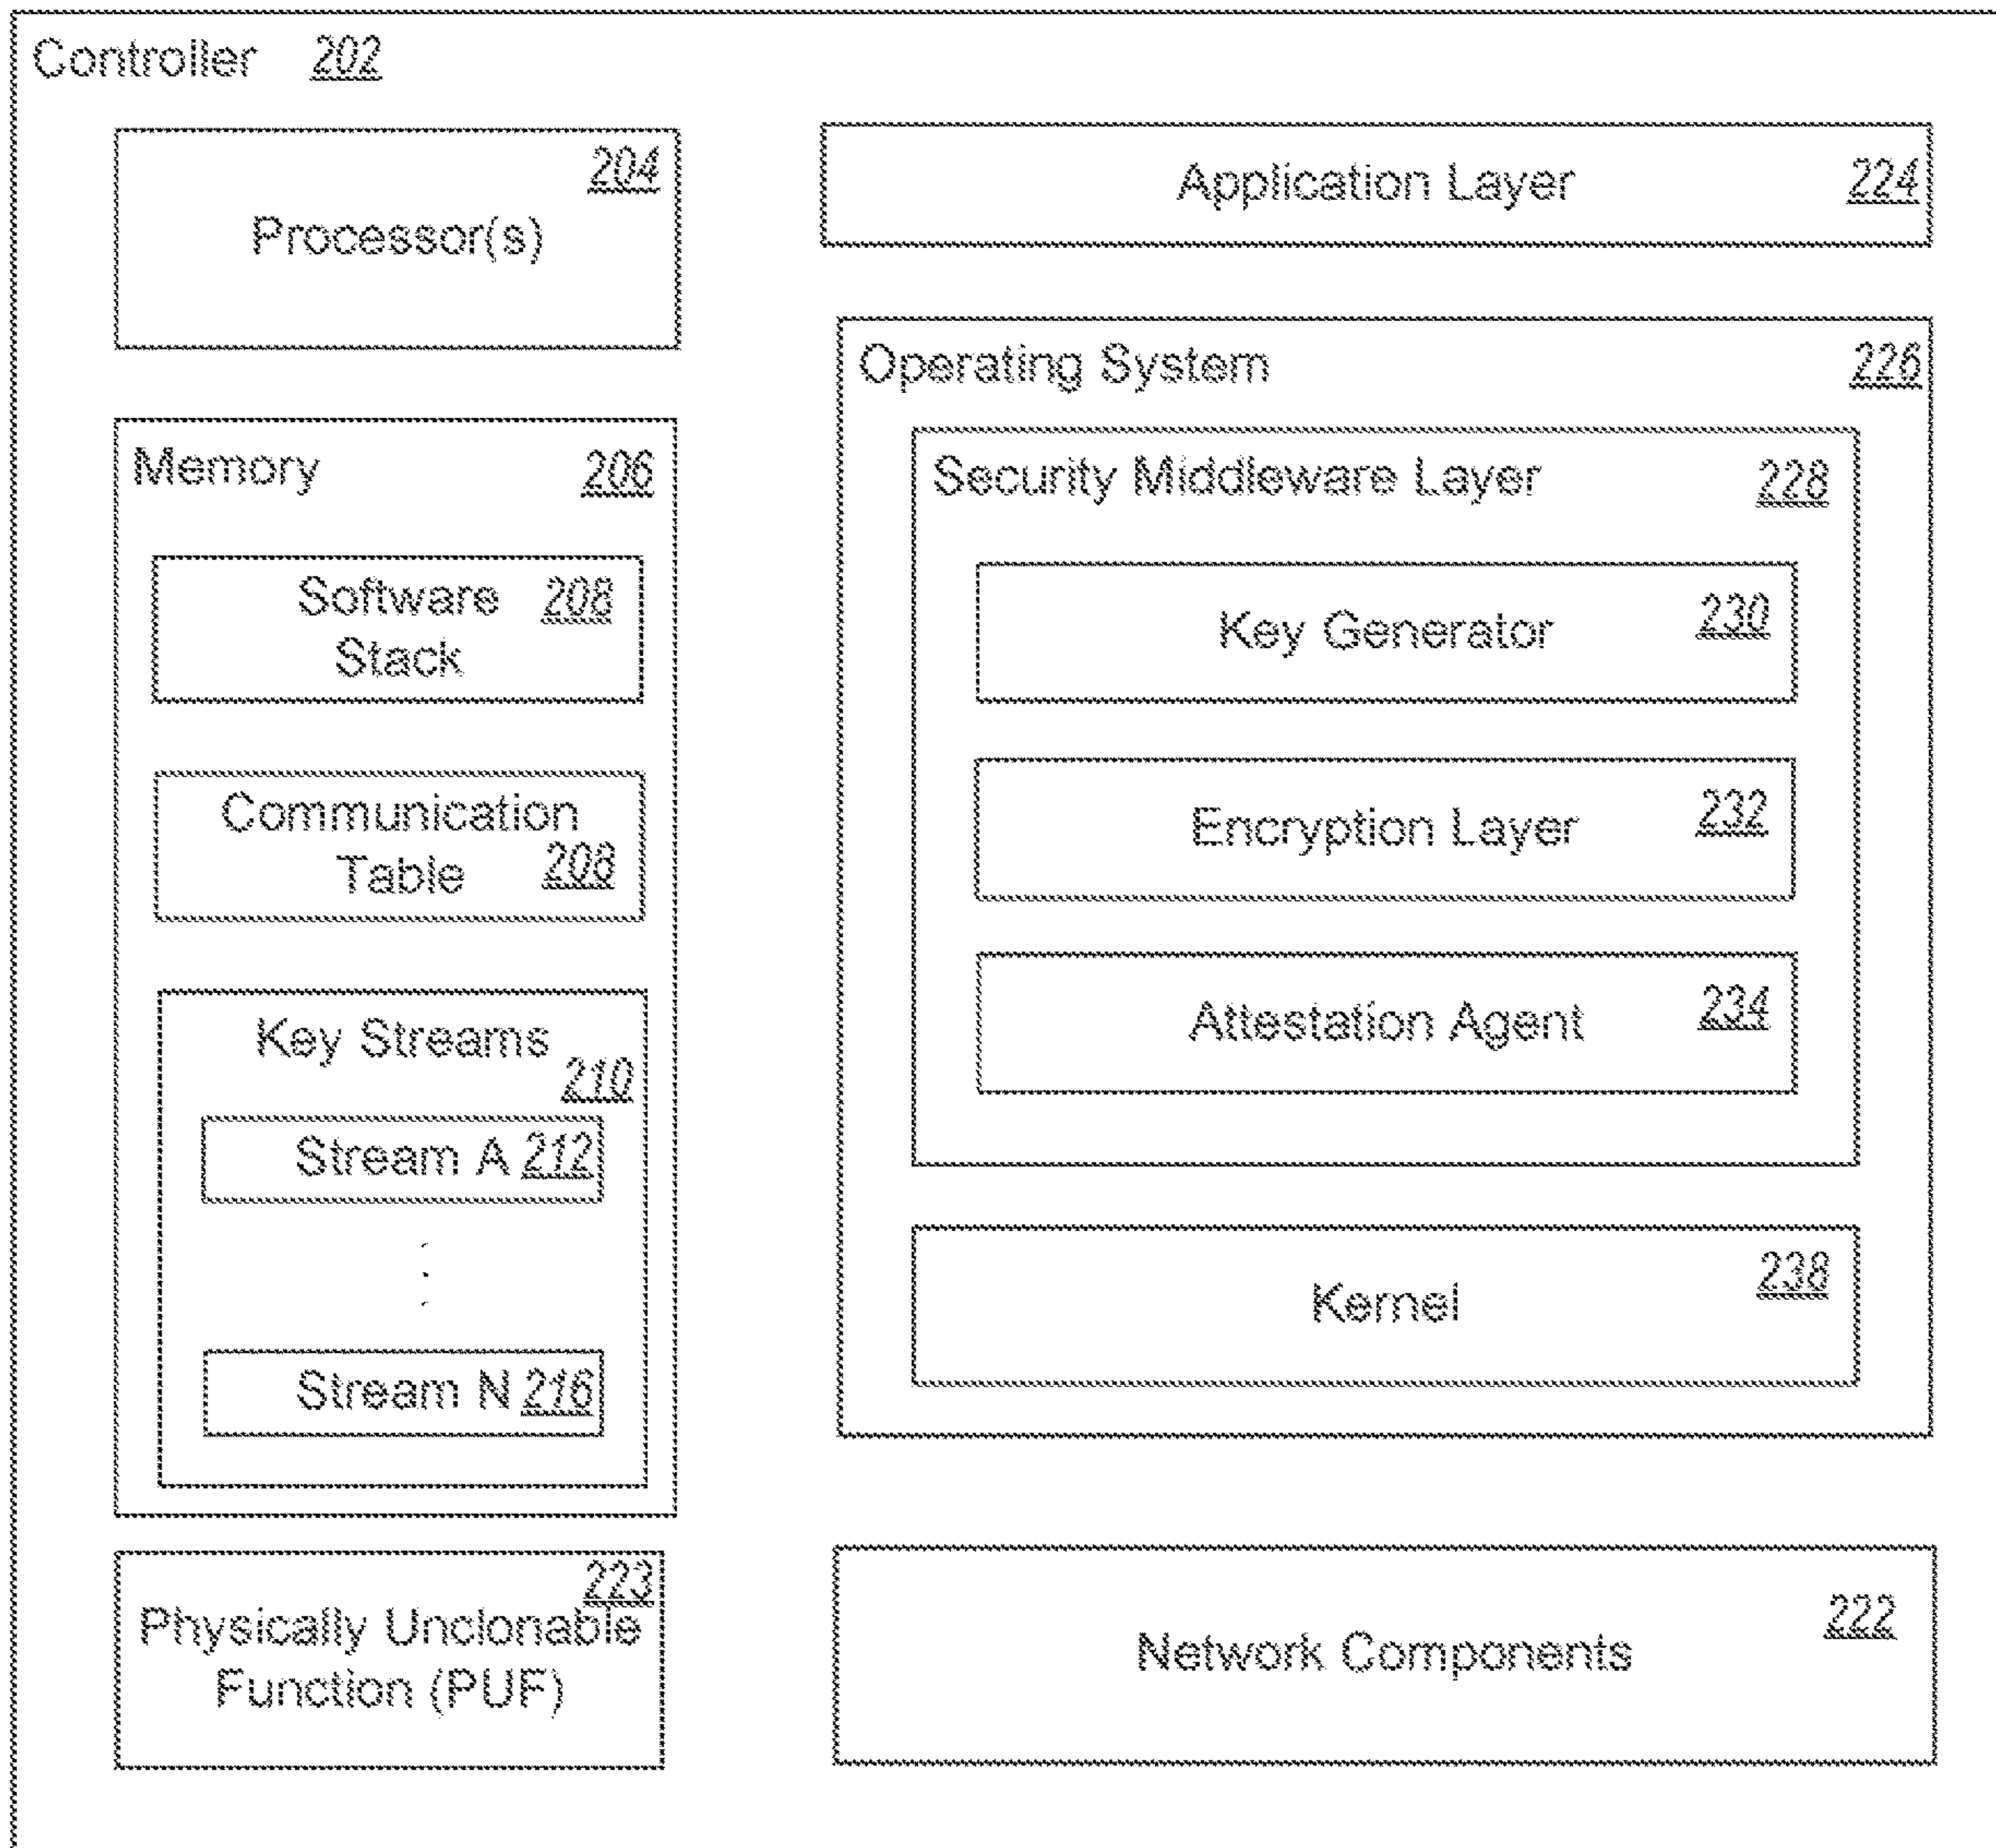 Controller 202
204
Processor(s)
Memory 206
Software 208
Stack
Communication
Table 208
Key Streams
210
Stream A 212
Stream N 216
223
Physically Unclonable
Function (PUF)
Application Layer 224
Operating System 226
Security Middleware Layer 228
Key Generator 230
Encryption Layer 232
Attestation Agent 234
Kernel 238
Network Components 222